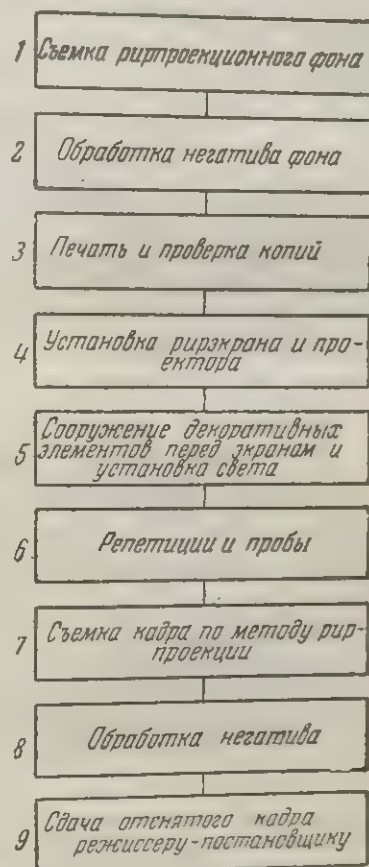 1 Съемка рирпроекционного фона
2 Обработка негатива фона
3 Печать и проверка копий
4 Установка рирэкрана и про-
ектора
Сооружение декоративных
5 элементов перед экранам и
установка света
6 Репетиции и пробы
7 Съемка кадра по методу рир-
проекции
8 Обработка негатива
9 Сдача отснятого кадра
режиссеру-постановщику